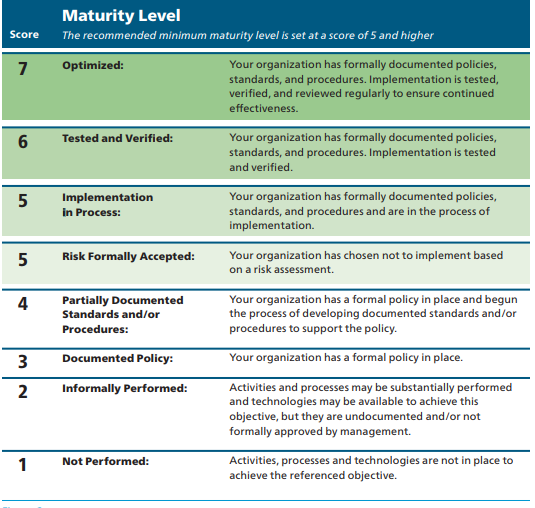 Maturity Level
Score
The recommended minimum maturity level is set at a score of 5 and higher
7
Optimized:
Your organization has formally documented policies,
standards, and procedures. Implementation is tested,
verified, and reviewed regularly to ensure continued
effectiveness.
6
Tested and Verified:
Your organization has formally documented policies,
standards, and procedures. Implementation is tested
and verified.
5
Implementation
in Process:
Your organization has formally documented policies,
standards, and procedures and are in the process of
implementation.
5
Risk Formally Accepted:
Your organization has chosen not to implement based
on a risk assessment.
4
Partially Documented
Standards and/or
Procedures:
Your organization has a formal policy in place and begun
the process of developing documented standards and/or
procedures to support the policy.
3
Documented Policy:
Your organization has a formal policy in place.
2
Informally Performed:
Activities and processes may be substantially performed
and technologies may be available to achieve this
objective, but they are undocumented and/or not
formally approved by management.
1
Not Performed:
Activities, processes and technologies are not in place to
achieve the referenced objective.